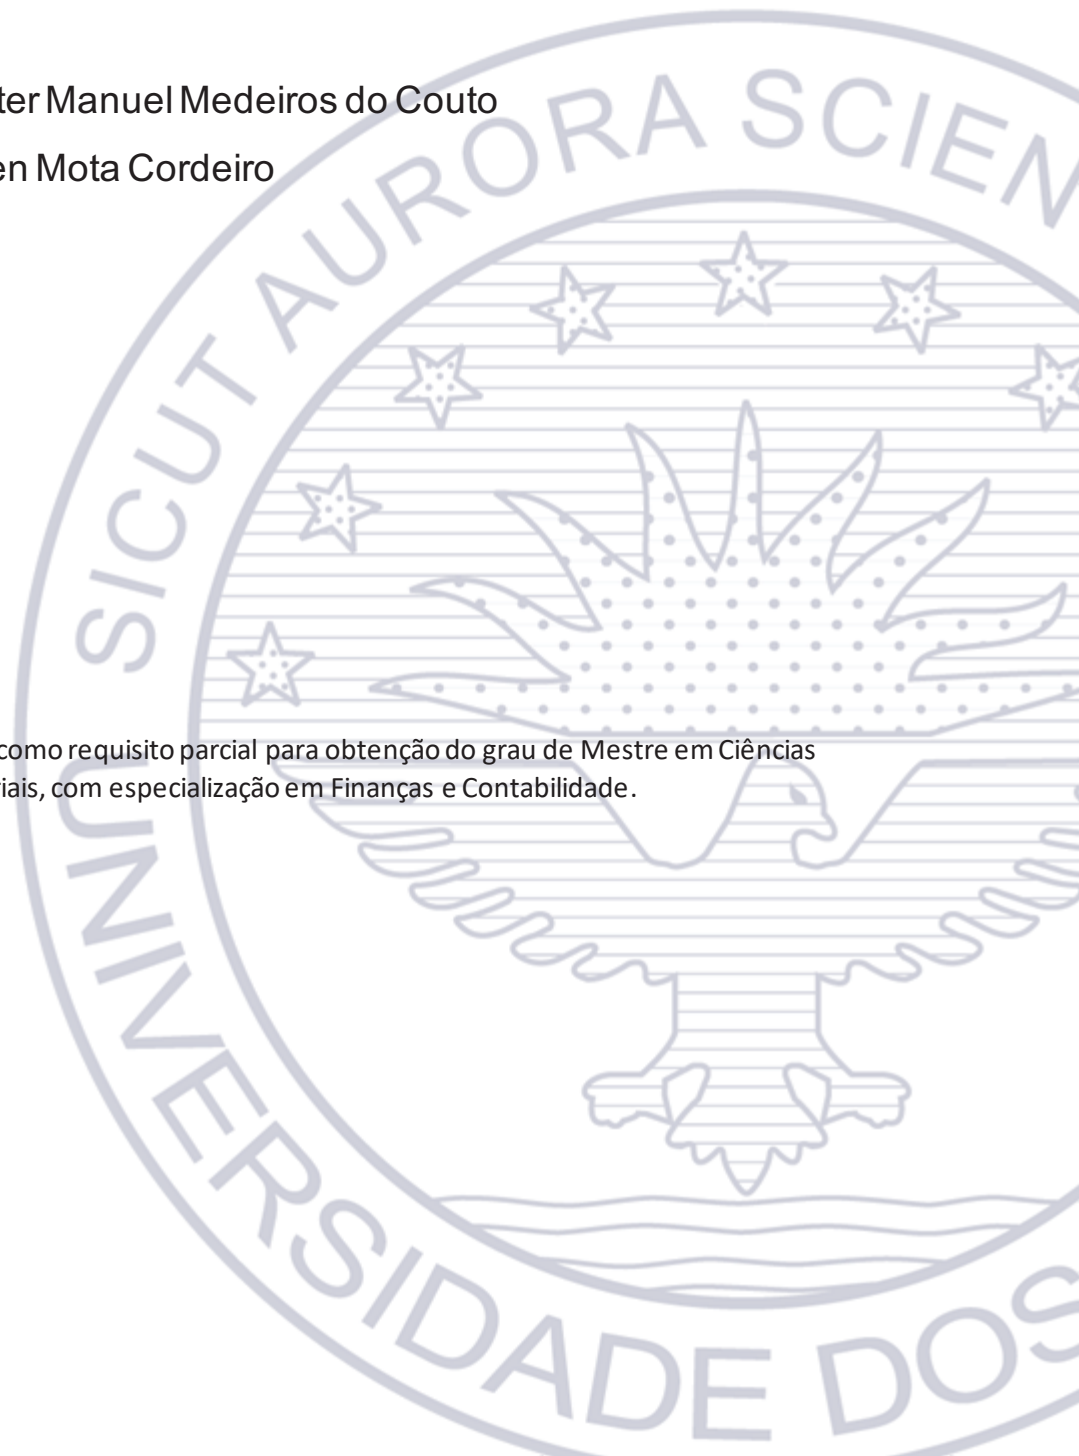 ter Manuel Medeiros do Couto
en Mota Cordeiro
como requisito parcial para obtenção do grau de Mestre em Ciências
riais, com especialização em Finanças e Contabilidade.
SICUT AURORA SCIEN
UNIVERSIDADE DOS